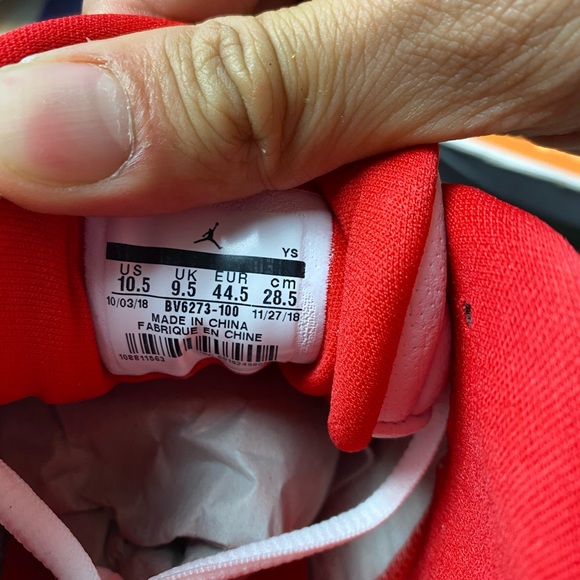 YS
US UK EUR cm
10.5 9.5 44.5 28.5
10/03/18 BV6273-100 11/27/18
MADE IN CHINA
FABRIQUE EN CHINE